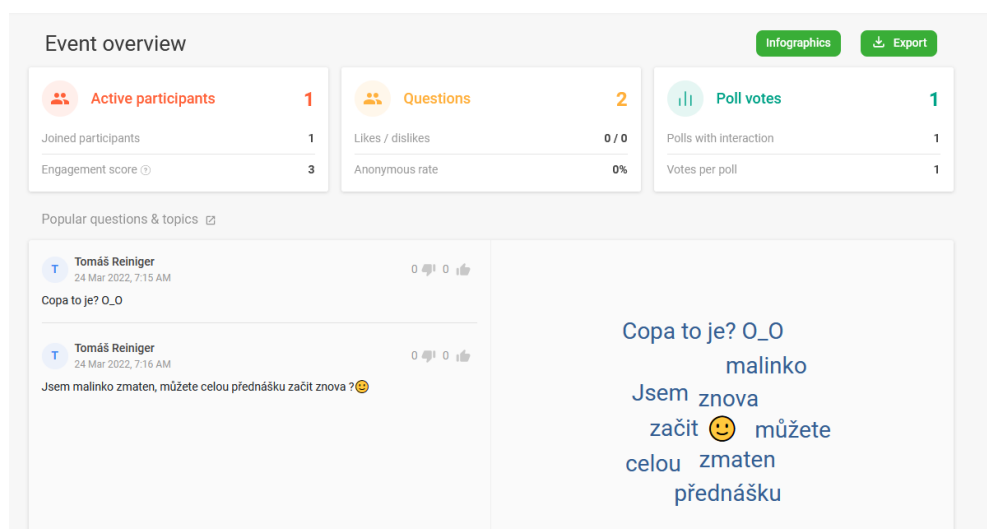 Event overview
Infographics
Export
Active participants 1
Joined participants 1
Engagement score 3
Questions 2
Likes / dislikes 0 / 0
Anonymous rate 0%
Poll votes 1
Polls with interaction 1
Votes per poll 1
Popular questions & topics
T
Tomáš Reiniger
24 Mar 2022, 7:15 AM
0 0
Copa to je? O_O
T
Tomáš Reiniger
24 Mar 2022, 7:16 AM
0 0
Jsem malinko zmaten, můžete celou přednášku začit znova ?🙂
Copa to je? O_O
malinko
Jsem znova
začit 🙂 můžete
celou zmaten
přednášku